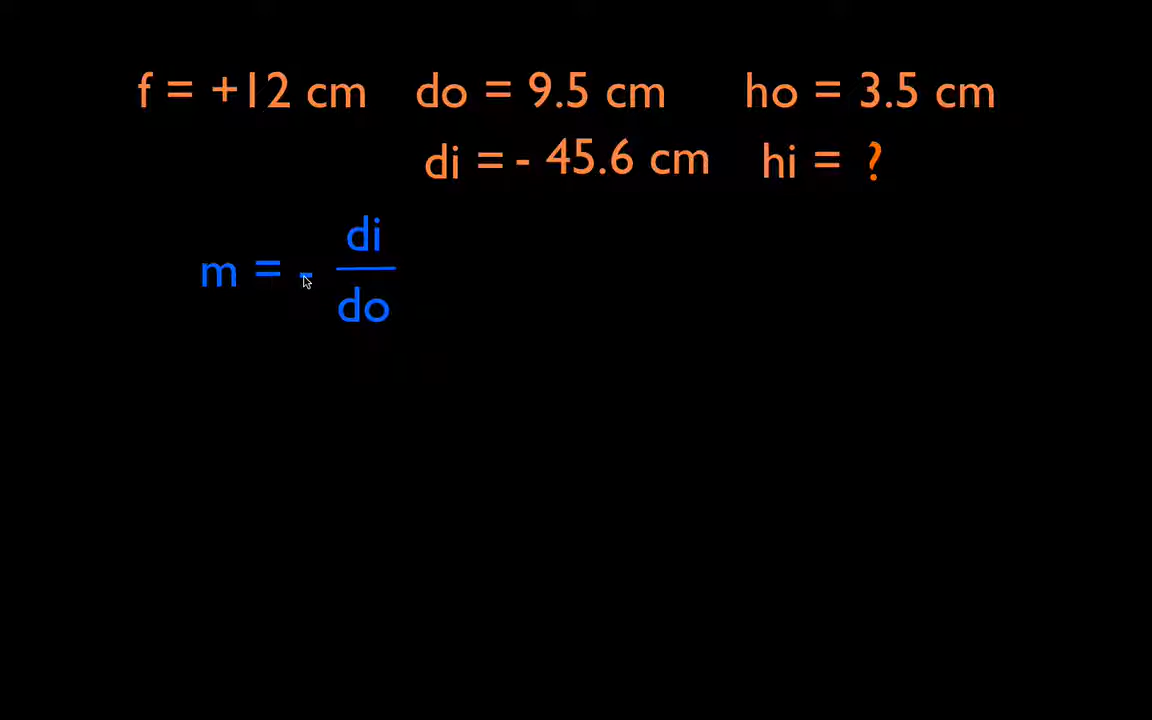 f = +12 cm do = 9.5 cm ho = 3.5 cm
di = - 45.6 cm hi = ?
di
m = -
do